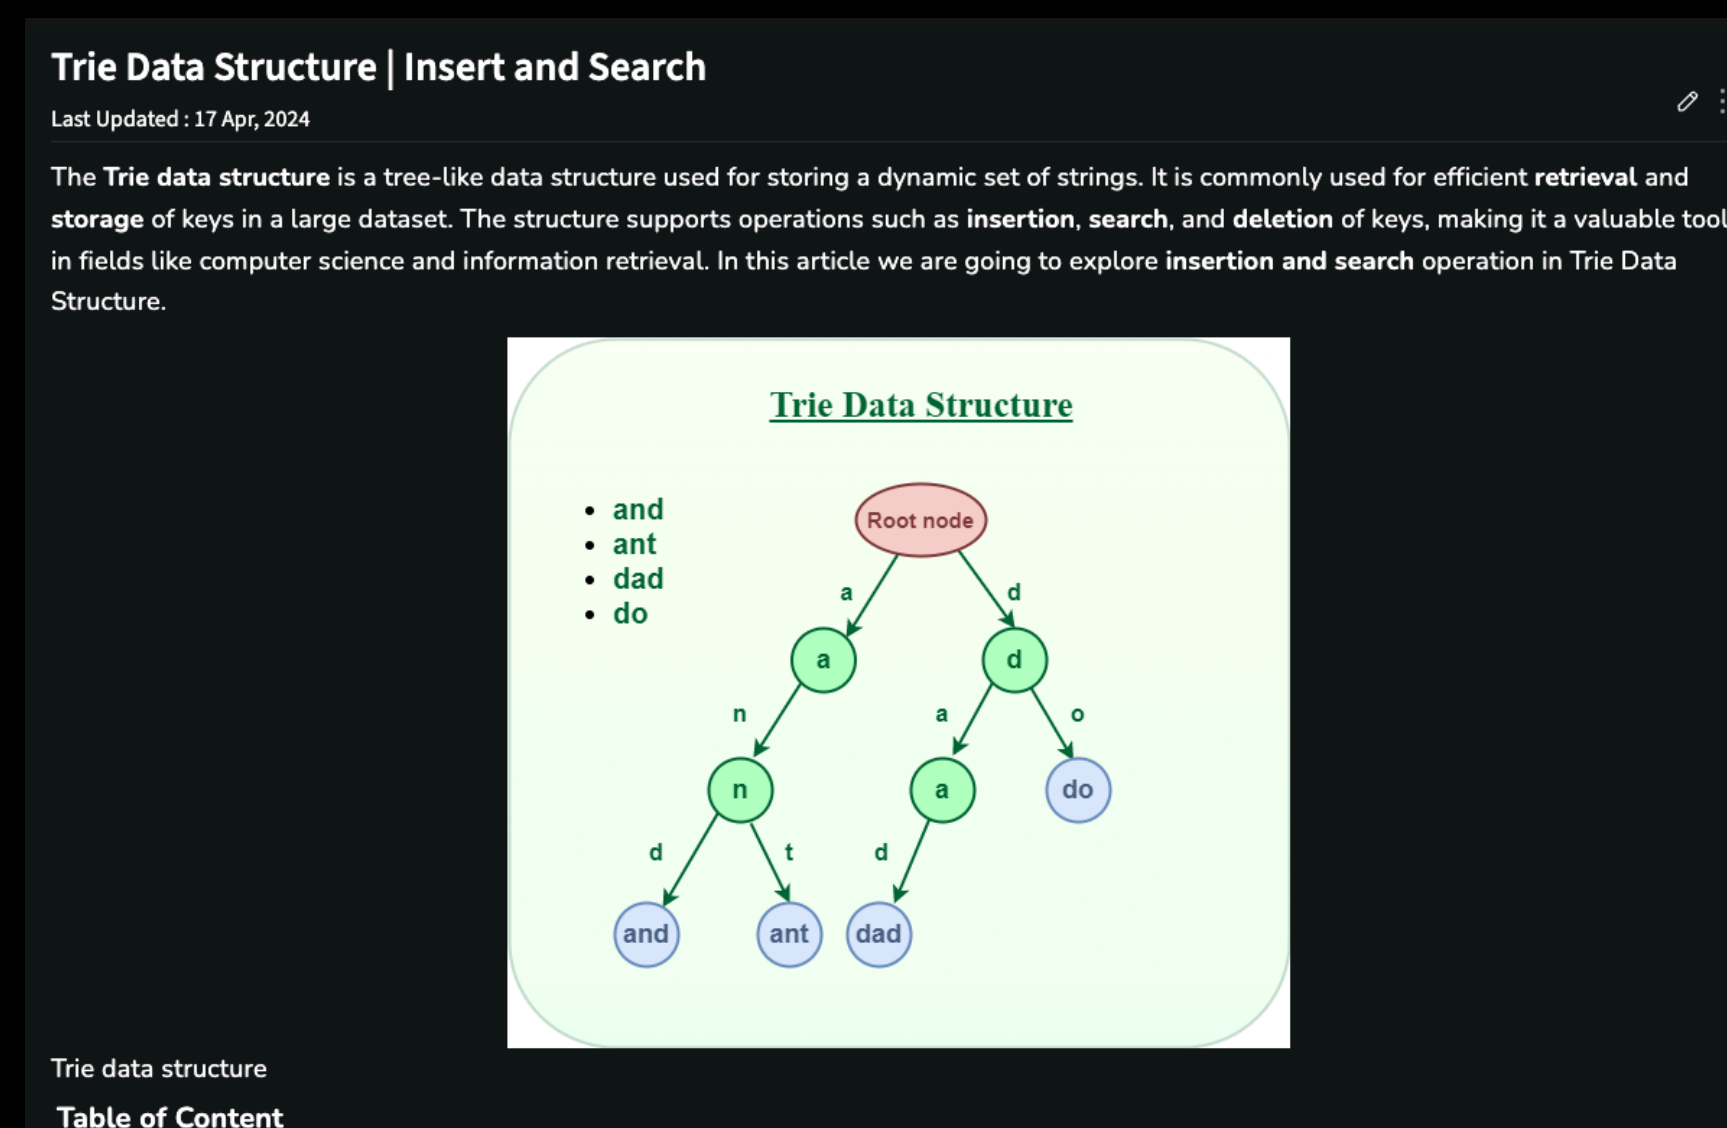 Trie Data Structure | Insert and Search
Last Updated : 17 Apr, 2024
The Trie data structure is a tree-like data structure used for storing a dynamic set of strings. It is commonly used for efficient retrieval and
storage of keys in a large dataset. The structure supports operations such as insertion, search, and deletion of keys, making it a valuable tool
in fields like computer science and information retrieval. In this article we are going to explore insertion and search operation in Trie Data
Structure.
Trie Data Structure
and
ant
dad
do
Root node
a
d
a
d
n
a
o
n
a
do
d
t
d
and
ant
dad
Trie data structure
Table of Content